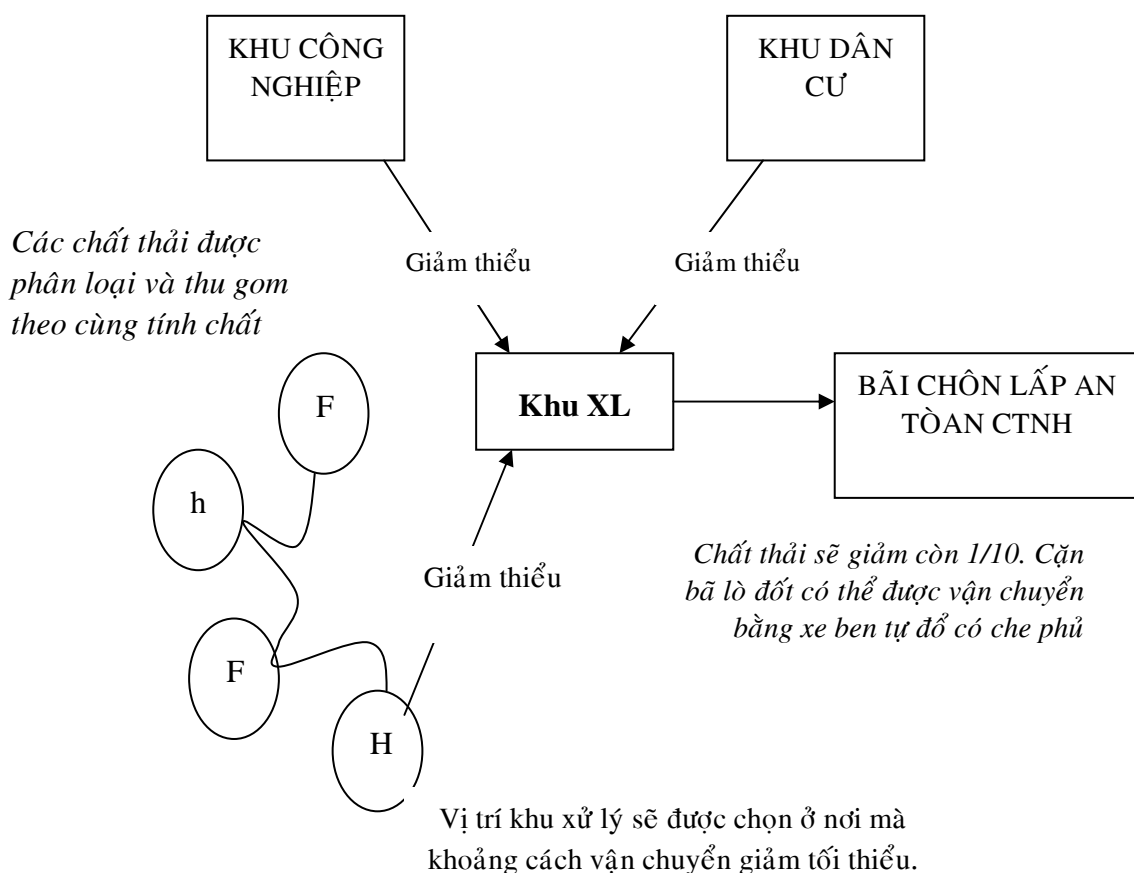 KHU CÔNG
NGHIỆP
KHU DÂN
CƯ
Các chất thải được
phân loại và thu gom
theo cùng tính chất
Giảm thiểu
Giảm thiểu
F
h
F
H
Khu XL
BÃI CHÔN LẤP AN
TÒAN CTNH
Giảm thiểu
Chất thải sẽ giảm còn 1/10. Cặn
bã lò đốt có thể được vận chuyển
bằng xe ben tự đổ có che phủ
Vị trí khu xử lý sẽ được chọn ở nơi mà
khoảng cách vận chuyển giảm tối thiểu.